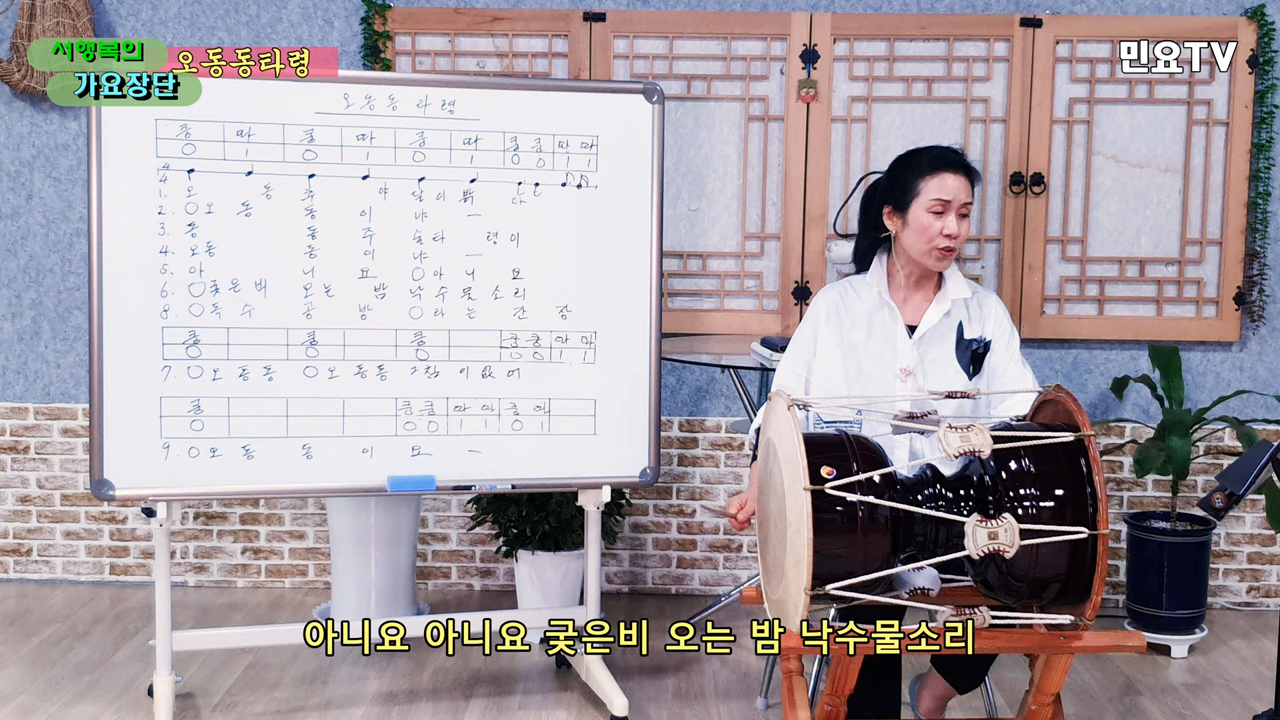 서행복의
가요장단
오동동타령
민요TV
오동동타령
쿵 따 쿵 따 쿵 따 쿵 쿵 따 따
○ | ○ | ○ | ○ ○ | |
4/4
1. 오 동 추 야 달 이 밝
2. ○ 오 동 동 이 냐 -
3. 동 동 주 술 타 령 이
4. 오 동 동 이 냐 -
5. 아 니 요 ○ 아 니 요
6. ○ 궂 은 비 오 는 밤 낙 수 물 소 리
8. ○ 독 수 공 방 ○ 타 는 간 장
쿵 쿵 쿵 쿵 쿵 따 따
○ ○ ○ ○ ○ | |
7. ○ 오 동 동 ○ 오 동 동 그 침 이 없 어
쿵 쿵 쿵 따 따 쿵 따
○ ○ ○ | | ○ |
9. ○ 오 동 동 이 요 -
아니요 아니요 궂은비 오는 밤 낙수물소리